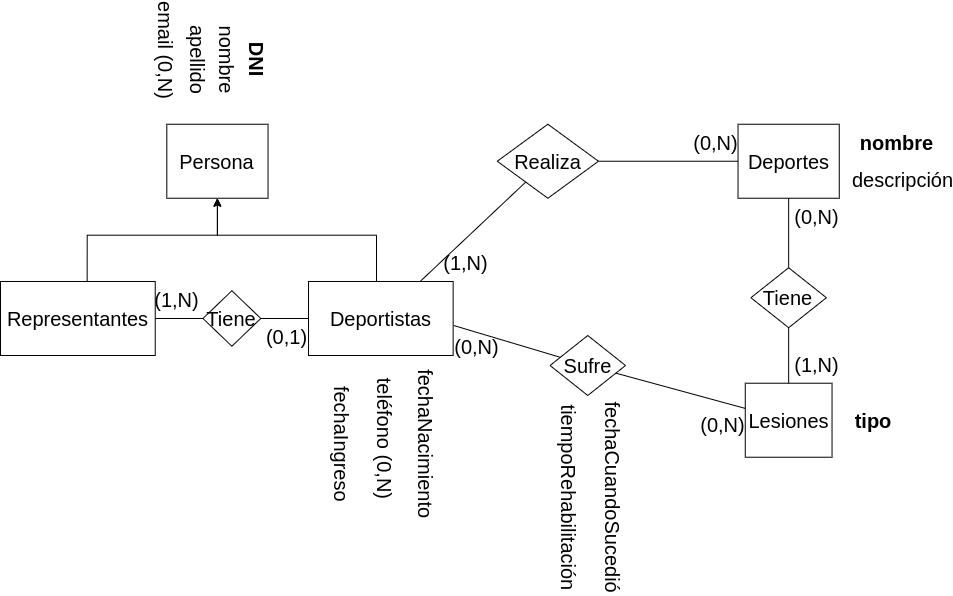 DNI
nombre
apellido
email (0,N)
Persona
Realiza
(0,N)
Deportes
nombre
descripción
(0,N)
(1,N)
Representantes
(1,N)
Tiene
(0,1)
Deportistas
(0,N)
Tiene
Sufre
(1,N)
(0,N)
Lesiones
tipo
fechaNacimiento
teléfono (0,N)
fechaIngreso
fechaCuandoSucedió
tiempoRehabilitación